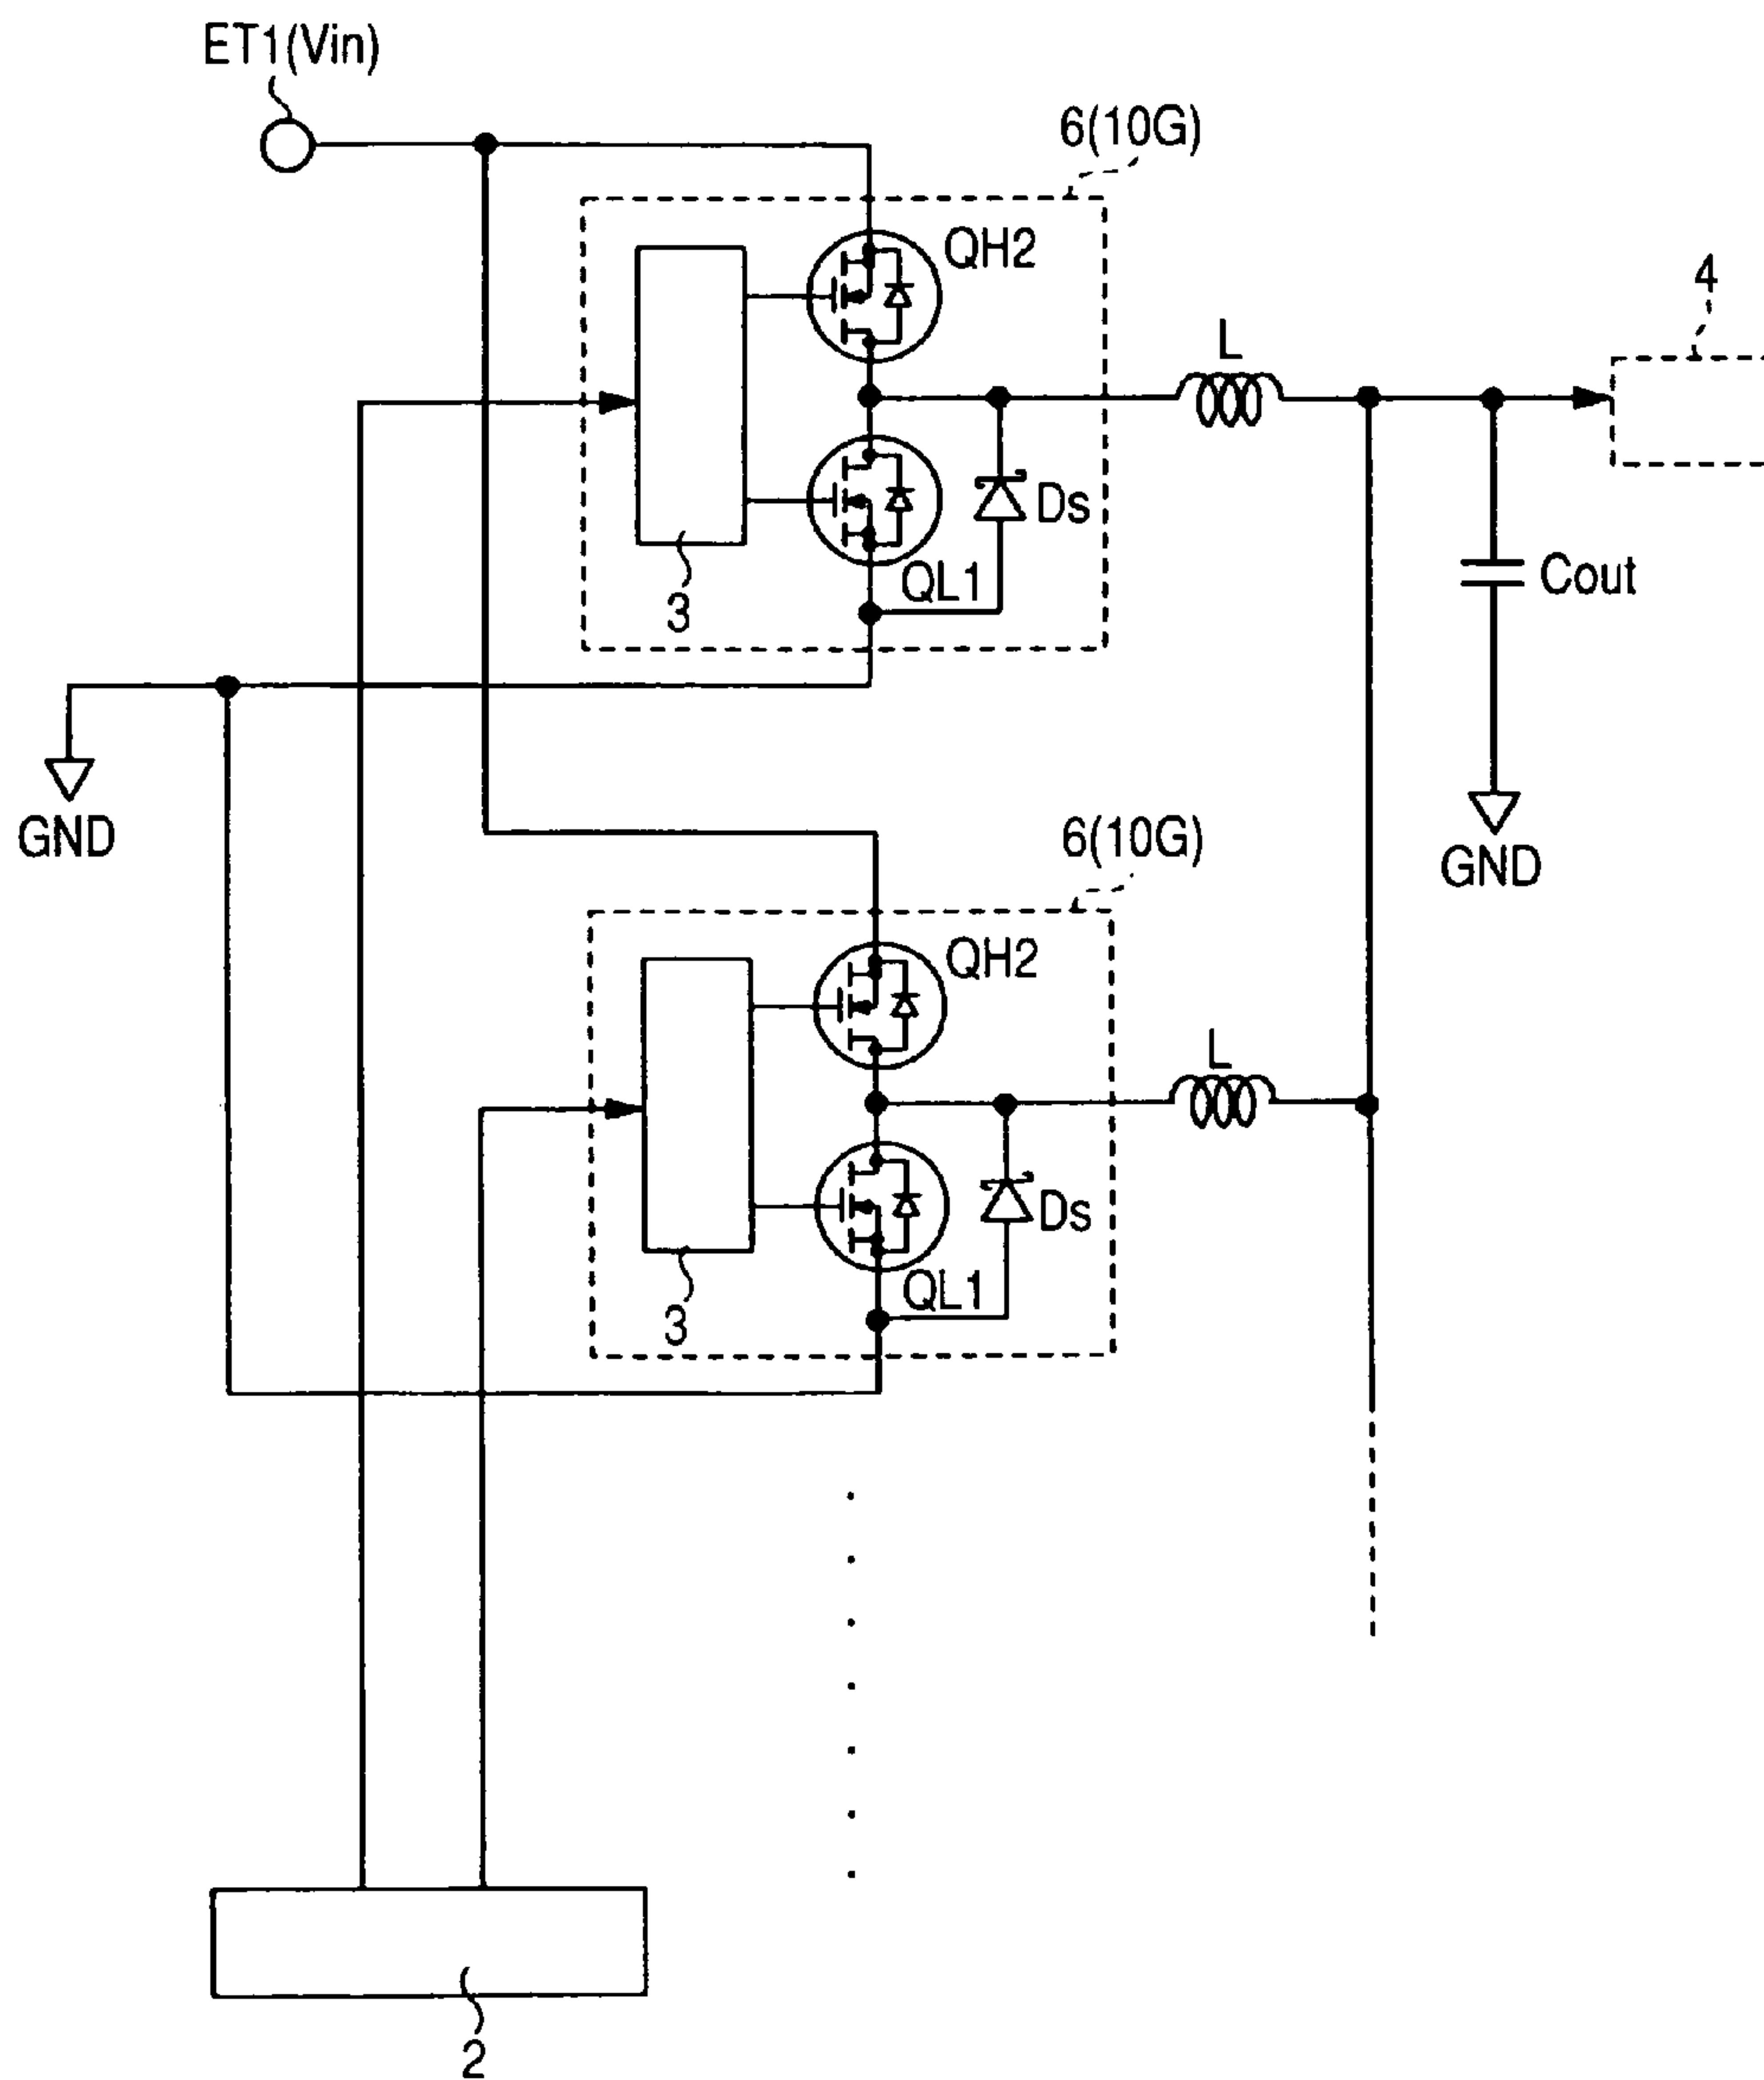 ET1(Vin)
6(10G)
QH2
4
L
Ds
Cout
QL1
3
GND
6(10G)
GND
QH2
L
Ds
QL1
3
2